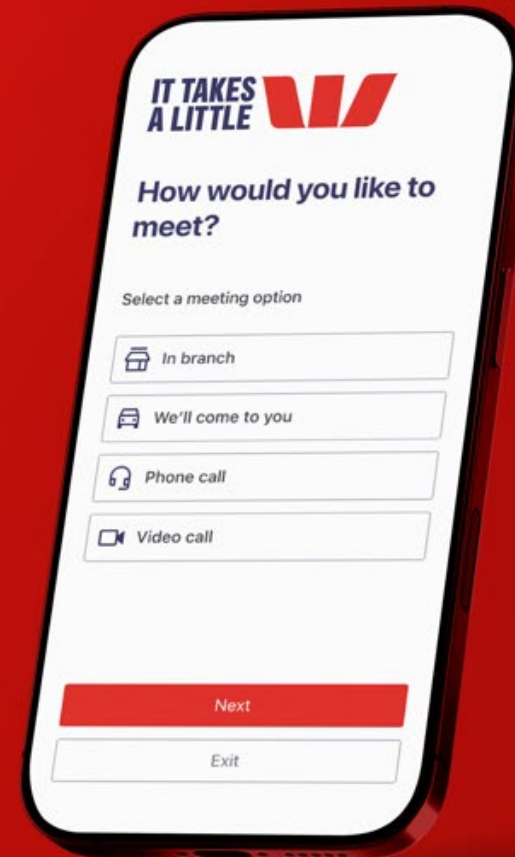 IT TAKES
A LITTLE
How would you like to
meet?
Select a meeting option
In branch
We'll come to you
Phone call
Video call
Next
Exit